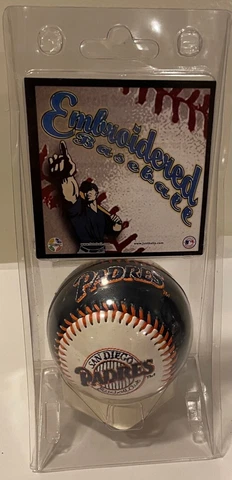 Embroidered
Baseball
PADRES
SAN DIEGO
PADRES